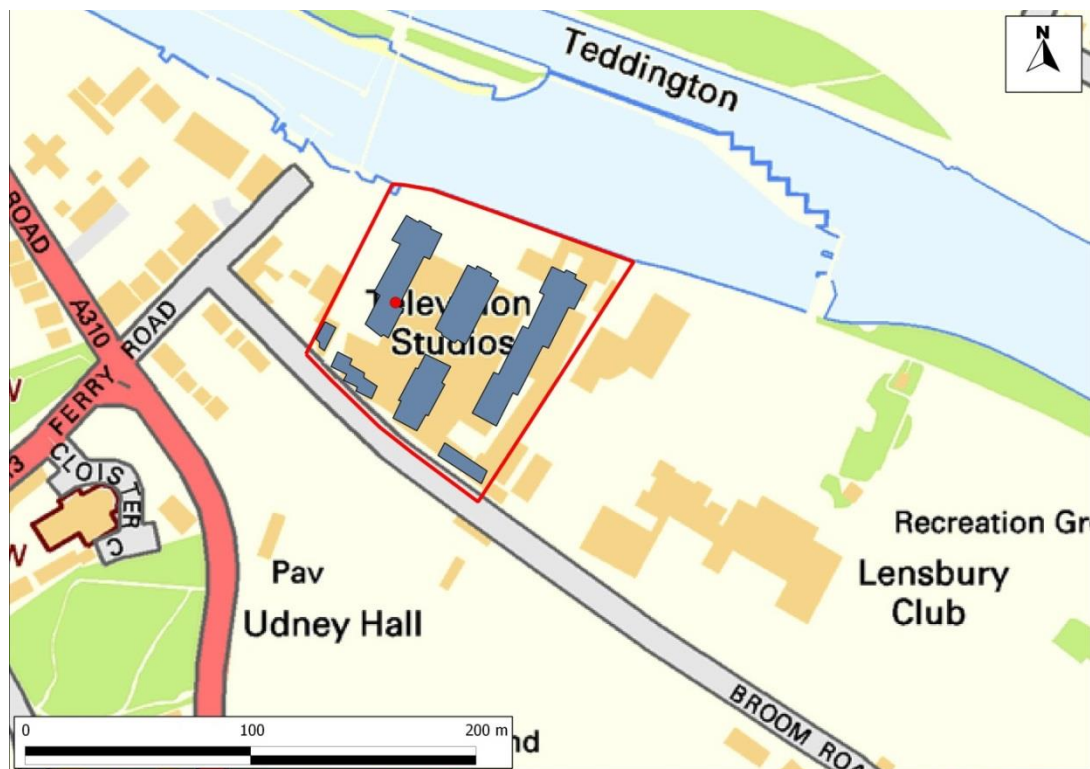 Teddington
N
ROAD
A310
FERRY ROAD
Television
Studios
CLOISTER
C
Pav
Udney Hall
Recreation Gr
Lensbury
Club
BROOM ROA
0 100 200 m
nd